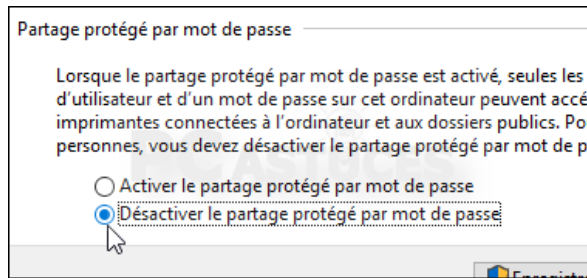 Partage protégé par mot de passe
Lorsque le partage protégé par mot de passe est activé, seules les
d'utilisateur et d'un mot de passe sur cet ordinateur peuvent accé
imprimantes connectées à l'ordinateur et aux dossiers publics. Po
personnes, vous devez désactiver le partage protégé par mot de p
PC ASTUCES
Activer le partage protégé par mot de passe
Désactiver le partage protégé par mot de passe
Enregistre